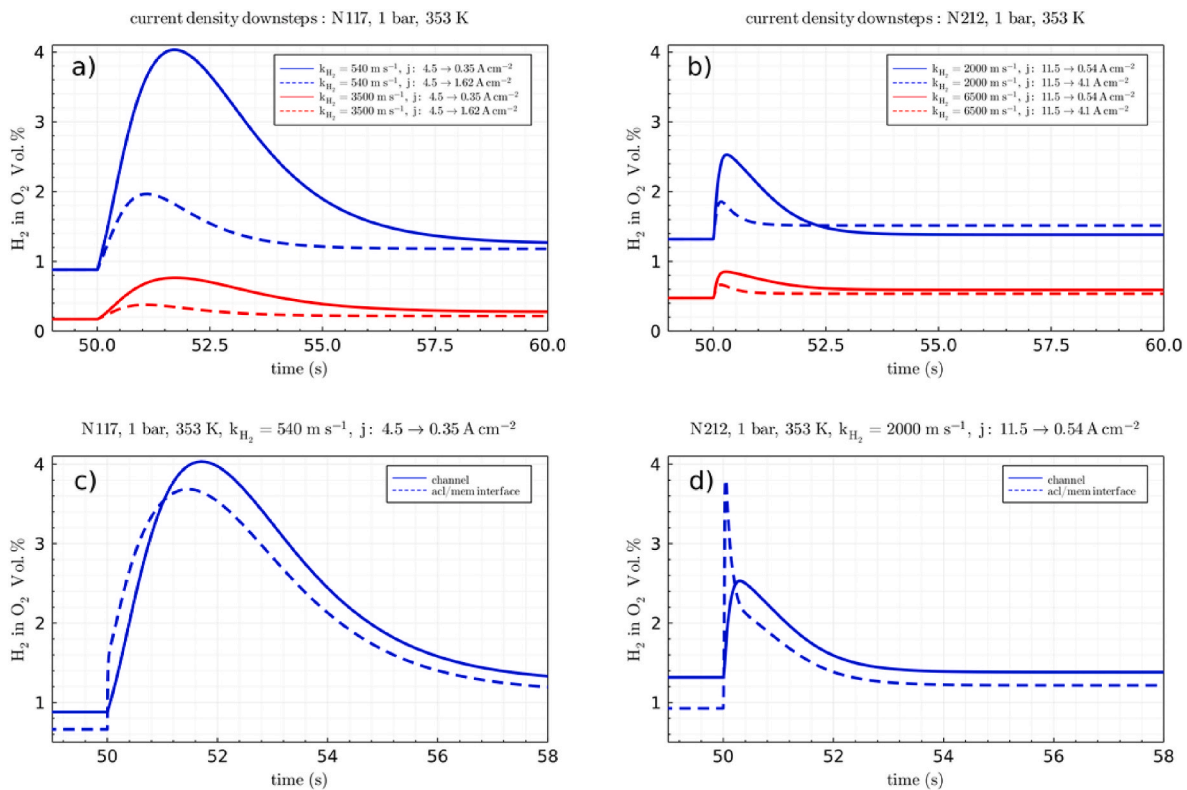 current density downsteps : N117, 1 bar, 353 K
a)
k_H₂ = 540 m s⁻¹, j: 4.5 → 0.35 A cm⁻²
k_H₂ = 540 m s⁻¹, j: 4.5 → 1.62 A cm⁻²
k_H₂ = 3500 m s⁻¹, j: 4.5 → 0.35 A cm⁻²
k_H₂ = 3500 m s⁻¹, j: 4.5 → 1.62 A cm⁻²
H₂ in O₂ Vol.%
4
3
2
1
0
50.0 52.5 55.0 57.5 60.0
time (s)
current density downsteps : N212, 1 bar, 353 K
b)
k_H₂ = 2000 m s⁻¹, j: 11.5 → 0.54 A cm⁻²
k_H₂ = 2000 m s⁻¹, j: 11.5 → 4.1 A cm⁻²
k_H₂ = 6500 m s⁻¹, j: 11.5 → 0.54 A cm⁻²
k_H₂ = 6500 m s⁻¹, j: 11.5 → 4.1 A cm⁻²
H₂ in O₂ Vol.%
4
3
2
1
0
50.0 52.5 55.0 57.5 60.0
time (s)
N117, 1 bar, 353 K, k_H₂ = 540 m s⁻¹, j: 4.5 → 0.35 A cm⁻²
c)
channel
acl/mem interface
H₂ in O₂ Vol.%
4
3
2
1
50 52 54 56 58
time (s)
N212, 1 bar, 353 K, k_H₂ = 2000 m s⁻¹, j: 11.5 → 0.54 A cm⁻²
d)
channel
acl/mem interface
H₂ in O₂ Vol.%
4
3
2
1
50 52 54 56 58
time (s)